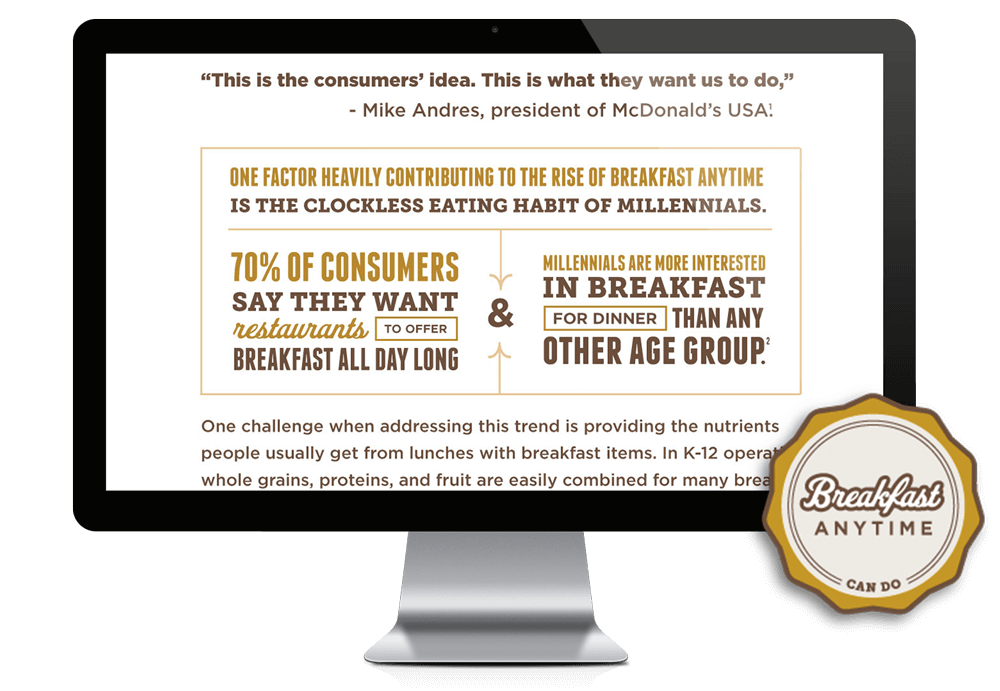 “This is the consumers’ idea. This is what they want us to do,”
- Mike Andres, president of McDonald’s USA.¹
ONE FACTOR HEAVILY CONTRIBUTING TO THE RISE OF BREAKFAST ANYTIME
IS THE CLOCKLESS EATING HABIT OF MILLENNIALS.
70% OF CONSUMERS
SAY THEY WANT
restaurants TO OFFER
BREAKFAST ALL DAY LONG
&
MILLENNIALS ARE MORE INTERESTED
IN BREAKFAST
FOR DINNER THAN ANY
OTHER AGE GROUP.²
One challenge when addressing this trend is providing the nutrients
people usually get from lunches with breakfast items. In K-12
whole grains, proteins, and fruit are easily combined for many
Breakfast
ANYTIME
CAN DO